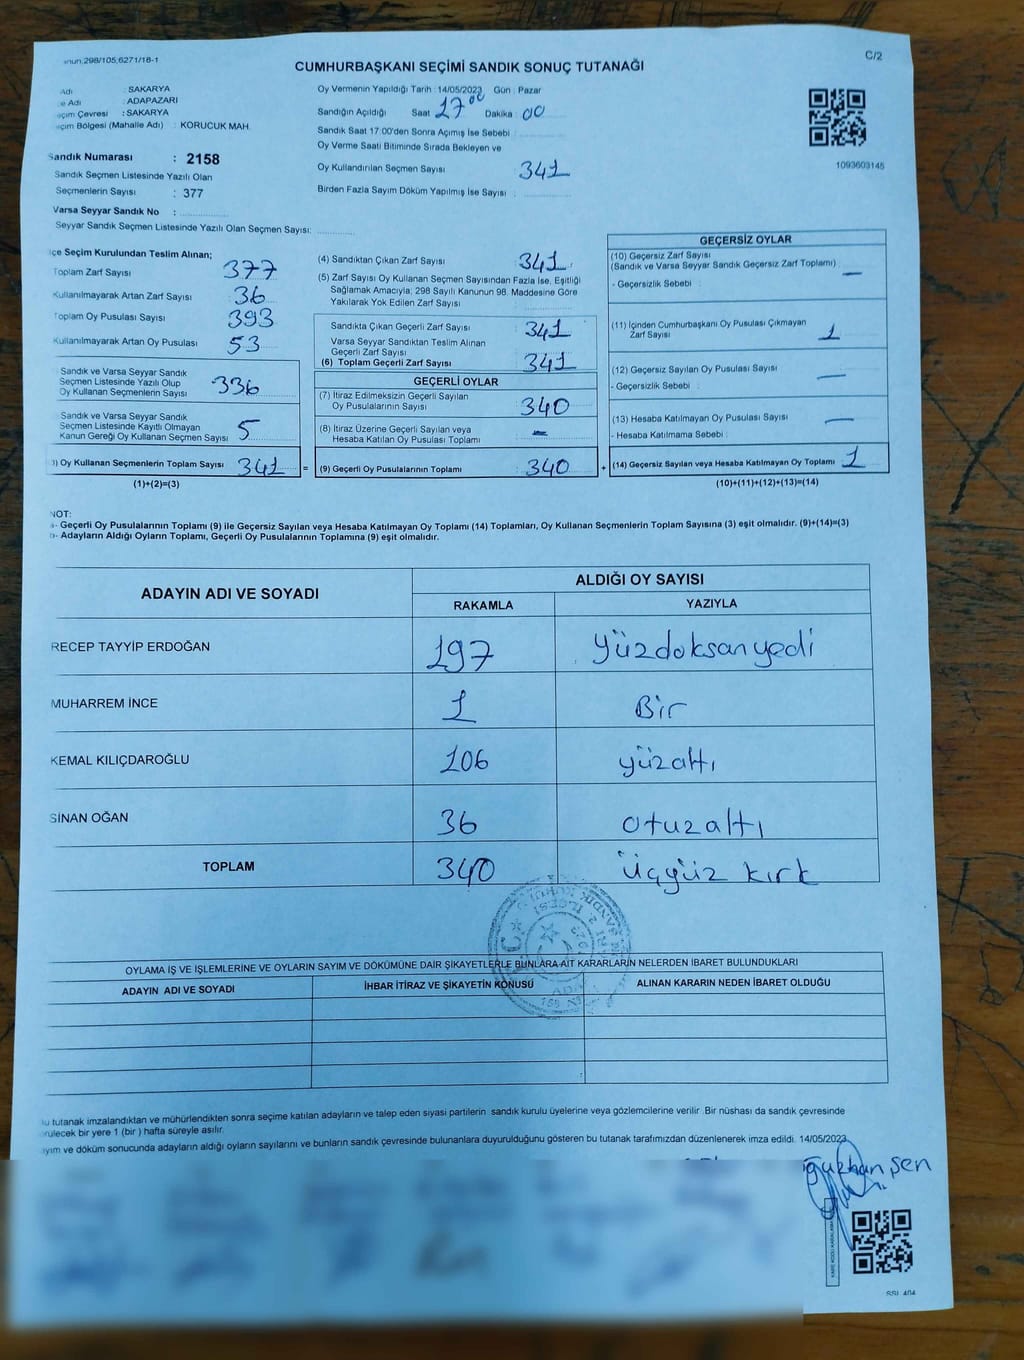 anun:298/105,6271/18-1
C/2
CUMHURBAŞKANI SEÇİMİ SANDIK SONUÇ TUTANAĞI
Adı : SAKARYA
e Adı : ADAPAZARI
eçim Çevresi : SAKARYA
eçim Bölgesi (Mahalle Adı) : KORUCUK MAH.
Sandık Numarası : 2158
Sandık Seçmen Listesinde Yazılı Olan
Seçmenlerin Sayısı : 377
Varsa Seyyar Sandık No :
Seyyar Sandık Seçmen Listesinde Yazılı Olan Seçmen Sayısı:
Oy Vermenin Yapıldığı Tarih : 14/05/2023 Gün : Pazar
Sandığın Açıldığı Saat 17 00 Dakika : 00
Sandık Saat 17:00'den Sonra Açımış İse Sebebi :
Oy Verme Saati Bitiminde Sırada Bekleyen ve
Oy Kullandırılan Seçmen Sayısı 341
Birden Fazla Sayım Döküm Yapılmış İse Sayısı :
1093603145
çe Seçim Kurulundan Teslim Alınan;
Toplam Zarf Sayısı 377
Kullanılmayarak Artan Zarf Sayısı 36
Toplam Oy Pusulası Sayısı 393
Kullanılmayarak Artan Oy Pusulası 53
Sandık ve Varsa Seyyar Sandık
Seçmen Listesinde Yazılı Olup
Oy Kullanan Seçmenlerin Sayısı 336
Sandık ve Varsa Seyyar Sandık
Seçmen Listesinde Kayıtlı Olmayan
Kanun Gereği Oy Kullanan Seçmen Sayısı 5
) Oy Kullanan Seçmenlerin Toplam Sayısı 341 =
(1)+(2)=(3)
(4) Sandıktan Çıkan Zarf Sayısı 341
(5) Zarf Sayısı Oy Kullanan Seçmen Sayısından Fazla İse, Eşitliği
Sağlamak Amacıyla; 298 Sayılı Kanunun 98. Maddesine Göre
Yakılarak Yok Edilen Zarf Sayısı
Sandıkta Çıkan Geçerli Zarf Sayısı 341
Varsa Seyyar Sandıktan Teslim Alınan
Geçerli Zarf Sayısı
(6) Toplam Geçerli Zarf Sayısı 341
GEÇERLİ OYLAR
(7) İtiraz Edilmeksizin Geçerli Sayılan
Oy Pusulalarının Sayısı 340
(8) İtiraz Üzerine Geçerli Sayılan veya
Hesaba Katılan Oy Pusulası Toplamı -
(9) Geçerli Oy Pusulalarının Toplamı 340 +
GEÇERSİZ OYLAR
(10) Geçersiz Zarf Sayısı
(Sandık ve Varsa Seyyar Sandık Geçersiz Zarf Toplamı) -
- Geçersizlik Sebebi :
(11) İçinden Cumhurbaşkanı Oy Pusulası Çıkmayan
Zarf Sayısı 1
(12) Geçersiz Sayılan Oy Pusulası Sayısı -
- Geçersizlik Sebebi :
(13) Hesaba Katılmayan Oy Pusulası Sayısı -
- Hesaba Katılmama Sebebi :
(14) Geçersiz Sayılan veya Hesaba Katılmayan Oy Toplamı 1
(10)+(11)+(12)+(13)=(14)
NOT:
a- Geçerli Oy Pusulalarının Toplamı (9) ile Geçersiz Sayılan veya Hesaba Katılmayan Oy Toplamı (14) Toplamları, Oy Kullanan Seçmenlerin Toplam Sayısına (3) eşit olmalıdır. (9)+(14)=(3)
b- Adayların Aldığı Oyların Toplamı, Geçerli Oy Pusulalarının Toplamına (9) eşit olmalıdır.
ADAYIN ADI VE SOYADI
ALDIĞI OY SAYISI
RAKAMLA YAZIYLA
RECEP TAYYİP ERDOĞAN 197 Yüzdoksanyedi
MUHARREM İNCE 1 Bir
KEMAL KILIÇDAROĞLU 106 yüzaltı
SİNAN OĞAN 36 otuzaltı
TOPLAM 340 Üçyüz kırk
OYLAMA İŞ VE İŞLEMLERİNE VE OYLARIN SAYIM VE DÖKÜMÜNE DAİR ŞİKAYETLERLE BUNLARA AİT KARARLARIN NELERDEN İBARET BULUNDUKLARI
ADAYIN ADI VE SOYADI
İHBAR İTİRAZ VE ŞİKAYETİN KONUSU
ALINAN KARARIN NEDEN İBARET OLDUĞU
u tutanak imzalandıktan ve mühürlendikten sonra seçime katılan adayların ve talep eden siyasi partilerin sandık kurulu üyelerine veya gözlemcilerine verilir. Bir nüshası da sandık çevresinde
rülecek bir yere 1 (bir) hafta süreyle asılır.
ayım ve döküm sonucunda adayların aldığı oyların sayılarını ve bunların sandık çevresinde bulunanlara duyurulduğunu gösteren bu tutanak tarafımızdan düzenlenerek imza edildi. 14/05/2023
ğuzhan Şen